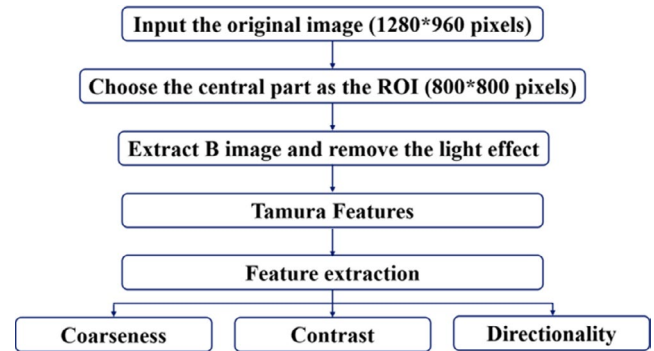 Input the original image (1280*960 pixels)
Choose the central part as the ROI (800*800 pixels)
Extract B image and remove the light effect
Tamura Features
Feature extraction
Coarseness
Contrast
Directionality